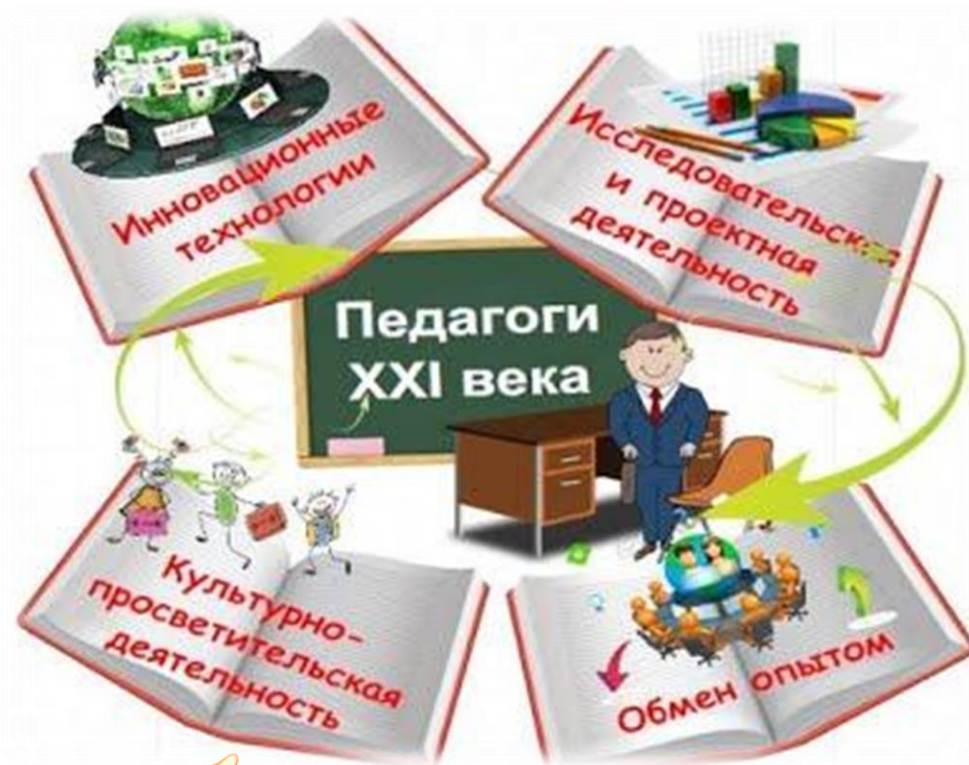 Инновационные
технологии
Исследовательская
и проектная
деятельность
Педагоги
XXI века
Культурно-
просветительская
деятельность
Обмен опытом